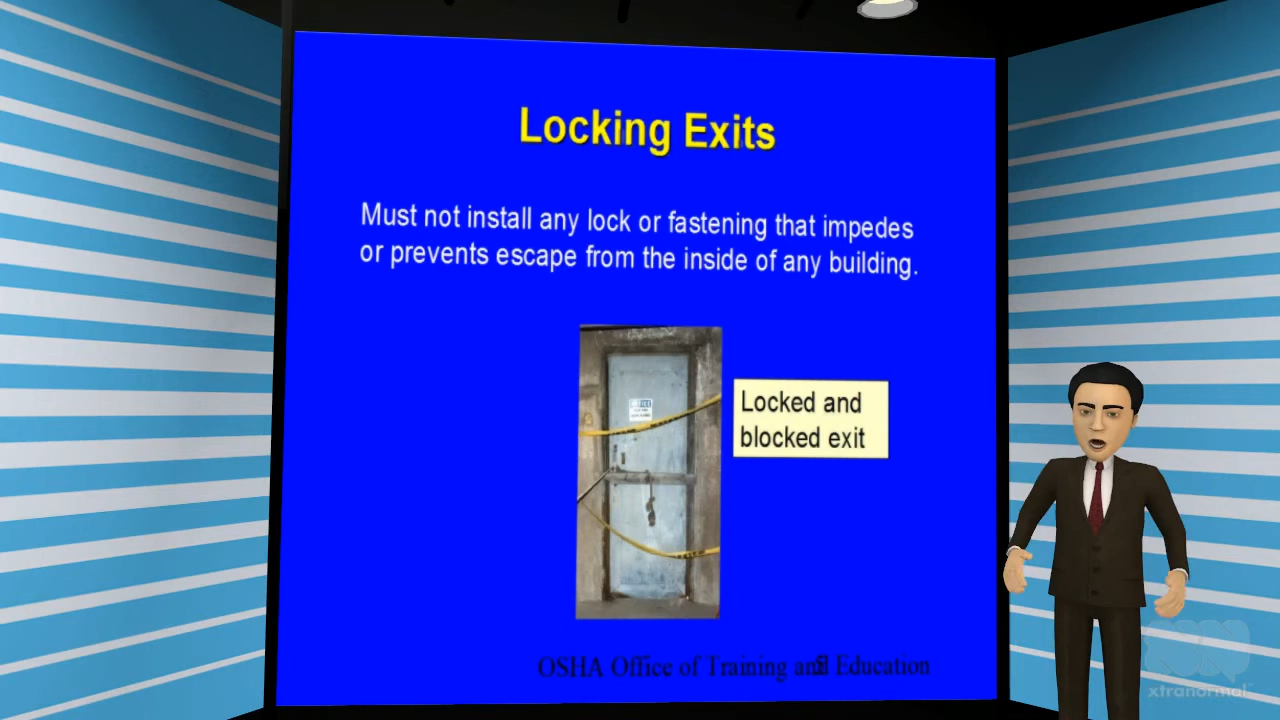 Locking Exits
Must not install any lock or fastening that impedes
or prevents escape from the inside of any building.
Locked and
blocked exit
OSHA Office of Training and Education
xtranormal